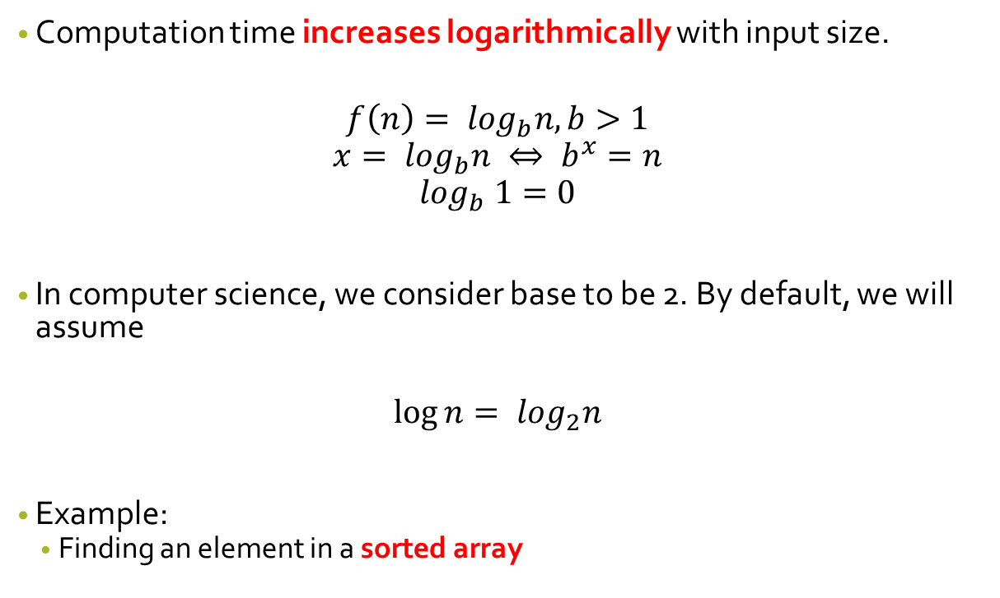 • Computation time increases logarithmically with input size.
f(n) = log_b n, b > 1
x = log_b n ⇔ b^x = n
log_b 1 = 0
• In computer science, we consider base to be 2. By default, we will
assume
log n = log_2 n
• Example:
• Finding an element in a sorted array